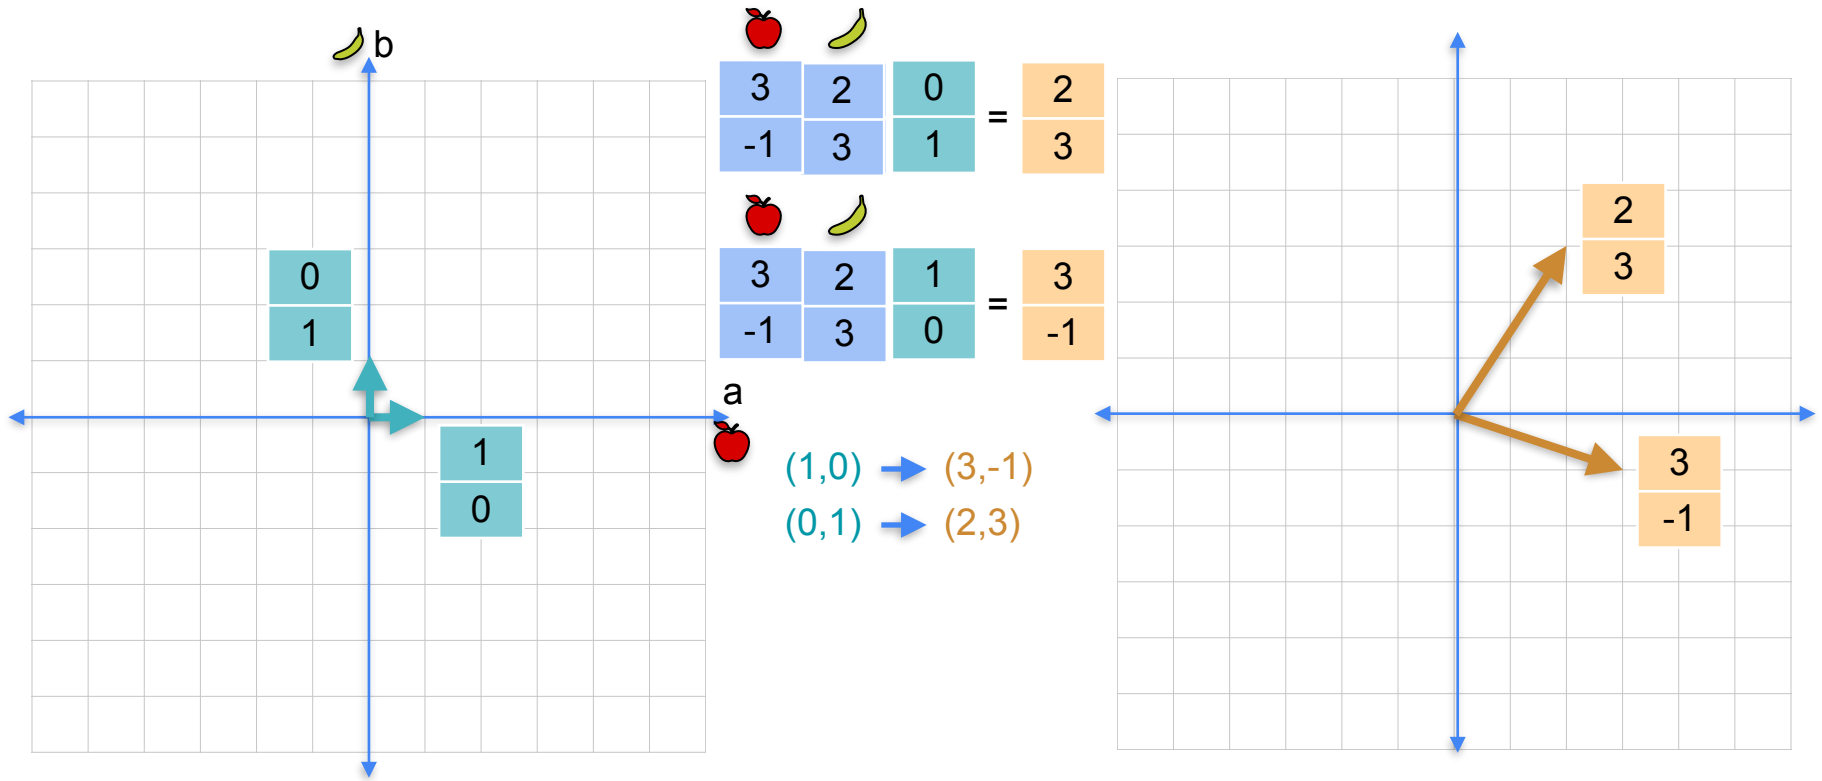 b
3 2 0 = 2
-1 3 1 3
3 2 1 = 3
-1 3 0 -1
0
1
a
1
0
(1,0) (3,-1)
(0,1) (2,3)
2
3
3
-1